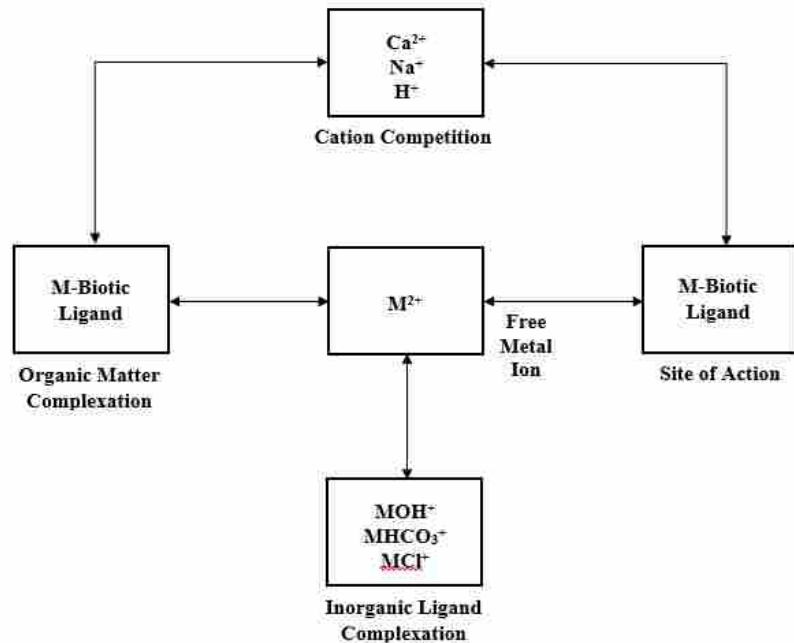 Ca²⁺
Na⁺
H⁺
Cation Competition
M-Biotic
Ligand
Organic Matter
Complexation
M²⁺
Free
Metal
Ion
M-Biotic
Ligand
Site of Action
MOH⁺
MHCO₃⁺
MCl⁺
Inorganic Ligand
Complexation